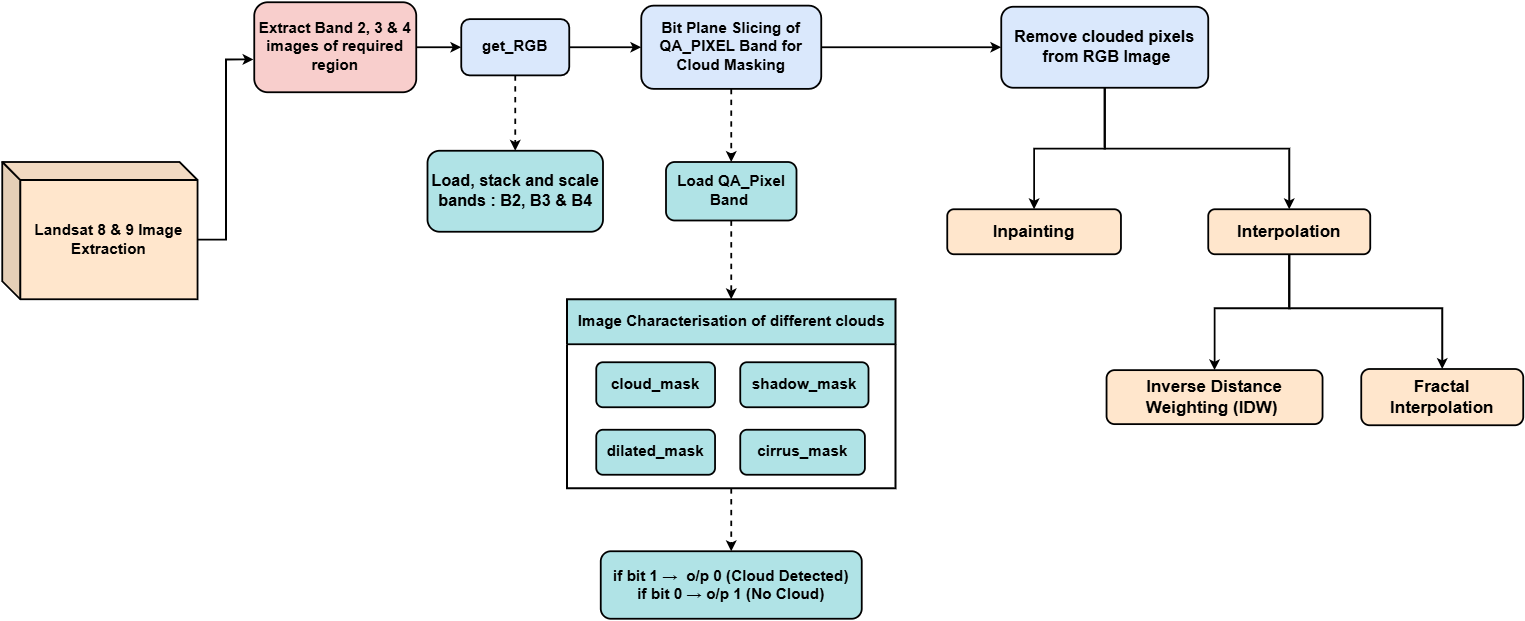 Extract Band 2, 3 & 4
images of required
region
get_RGB
Bit Plane Slicing of
QA_PIXEL Band for
Cloud Masking
Remove clouded pixels
from RGB Image
Landsat 8 & 9 Image
Extraction
Load, stack and scale
bands : B2, B3 & B4
Load QA_Pixel
Band
Inpainting
Interpolation
Image Characterisation of different clouds
cloud_mask
shadow_mask
dilated_mask
cirrus_mask
Inverse Distance
Weighting (IDW)
Fractal
Interpolation
if bit 1 → o/p 0 (Cloud Detected)
if bit 0 → o/p 1 (No Cloud)